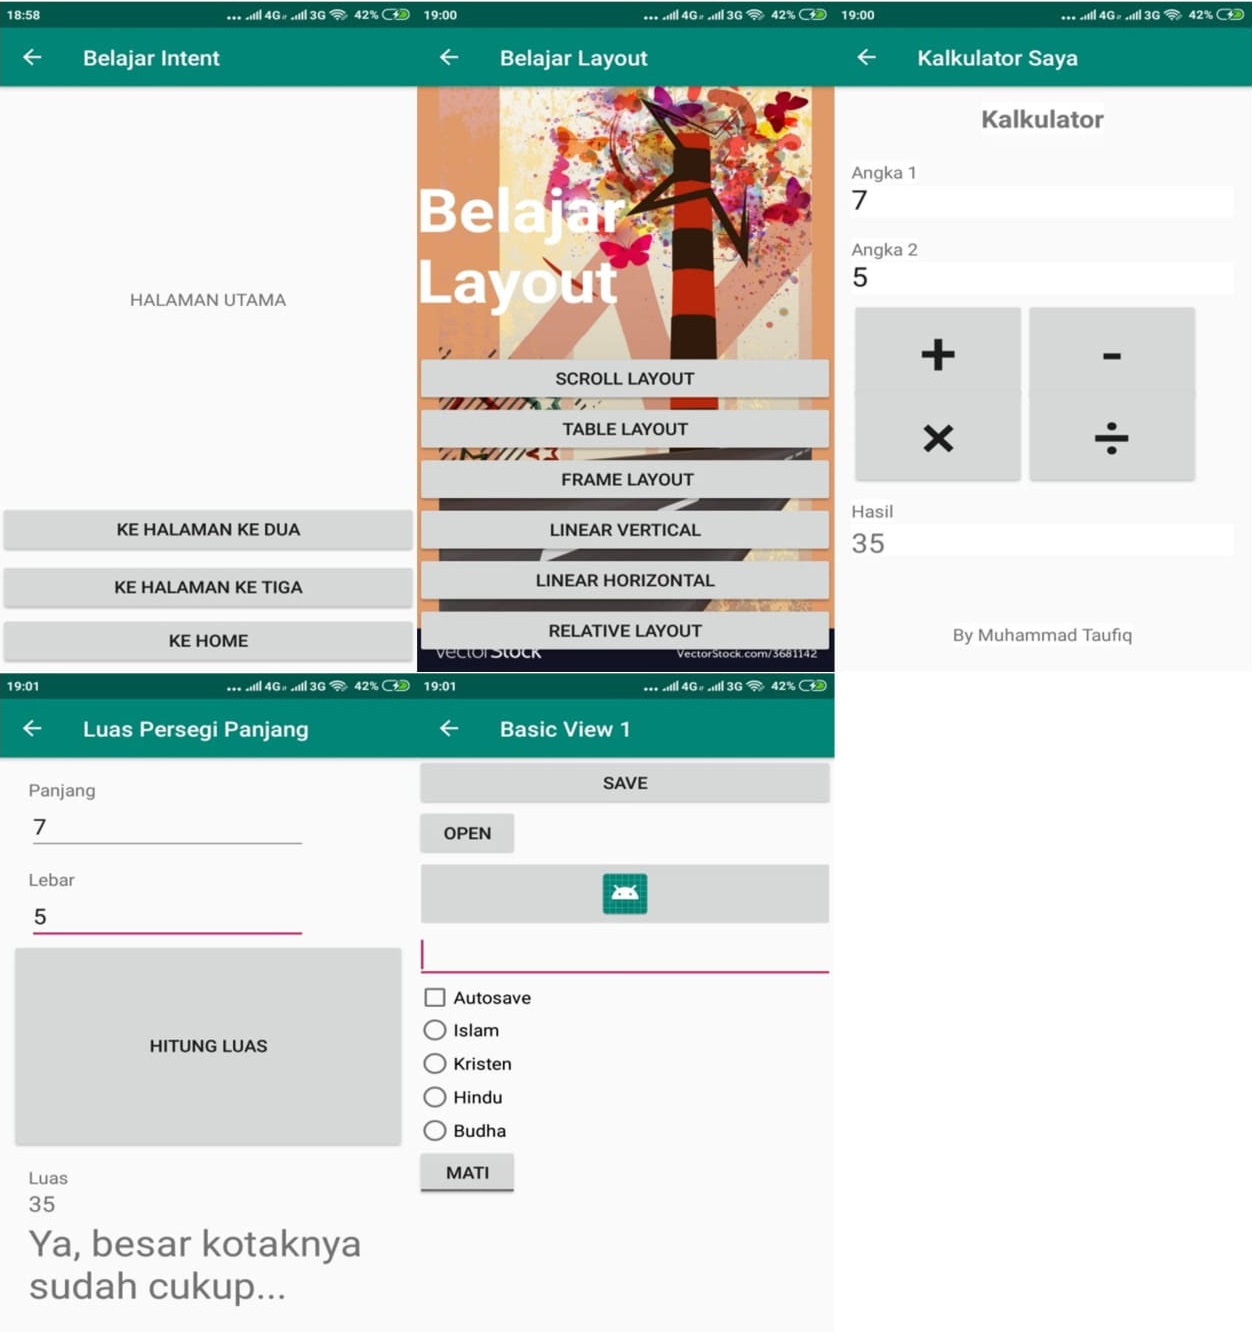 18:58
4G 3G 42%
Belajar Intent
HALAMAN UTAMA
KE HALAMAN KE DUA
KE HALAMAN KE TIGA
KE HOME
19:00
4G 3G 42%
Belajar Layout
Belajar
Layout
SCROLL LAYOUT
TABLE LAYOUT
FRAME LAYOUT
LINEAR VERTICAL
LINEAR HORIZONTAL
RELATIVE LAYOUT
VectorStock
VectorStock.com/3681142
19:00
4G 3G 42%
Kalkulator Saya
Kalkulator
Angka 1
7
Angka 2
5
+ -
× ÷
Hasil
35
By Muhammad Taufiq
19:01
4G 3G 42%
Luas Persegi Panjang
Panjang
7
Lebar
5
HITUNG LUAS
Luas
35
Ya, besar kotaknya
sudah cukup...
19:01
4G 3G 42%
Basic View 1
SAVE
OPEN
Autosave
Islam
Kristen
Hindu
Budha
MATI